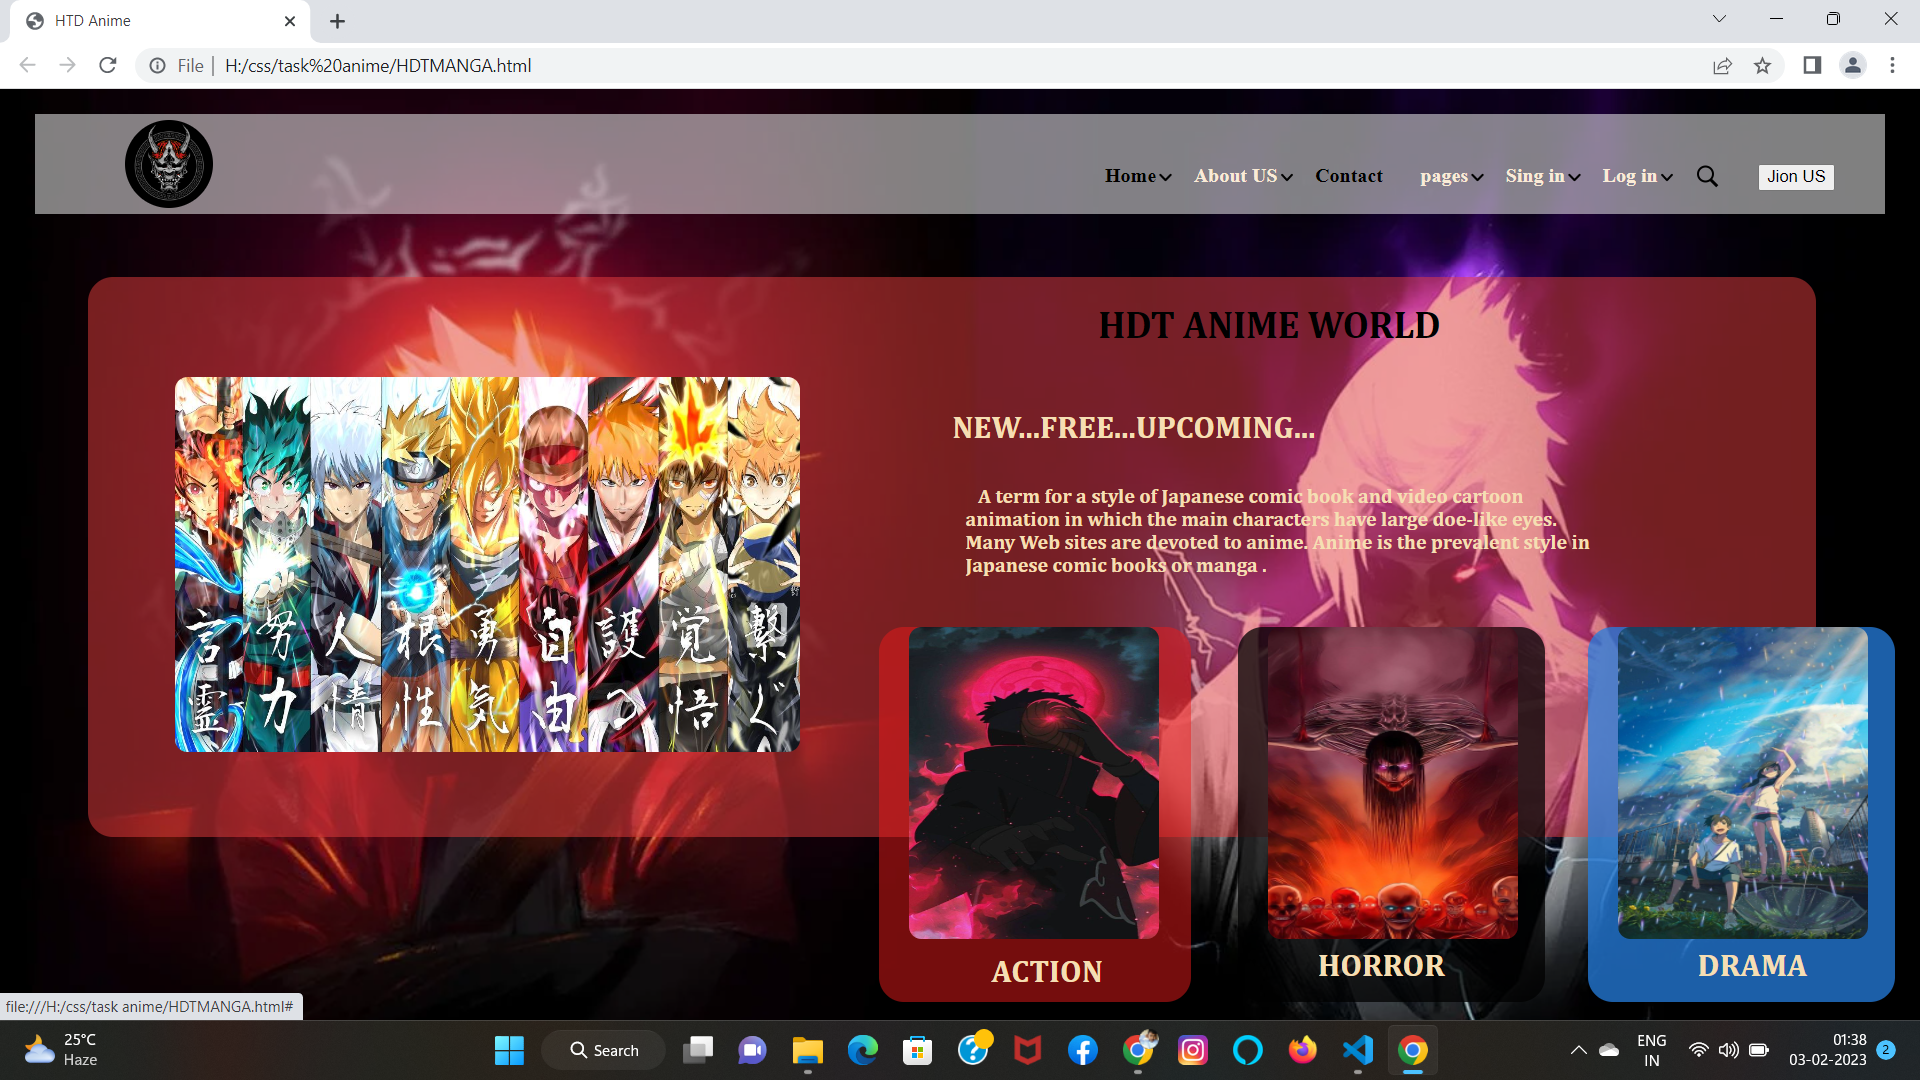 HTD Anime
File
H:/css/task%20anime/HDTMANGA.html
Home
About US
Contact
pages
Sing in
Log in
Jion US
HDT ANIME WORLD
NEW...FREE...UPCOMING...
A term for a style of Japanese comic book and video cartoon
animation in which the main characters have large doe-like eyes.
Many Web sites are devoted to anime. Anime is the prevalent style in
Japanese comic books or manga .
言霊
努力
人情
根性
勇気
自由
護へ
覚悟
繋ぐ
ACTION
HORROR
DRAMA
file:///H:/css/task anime/HDTMANGA.html#
25°C
Haze
Search
ENG
IN
01:38
03-02-2023
2